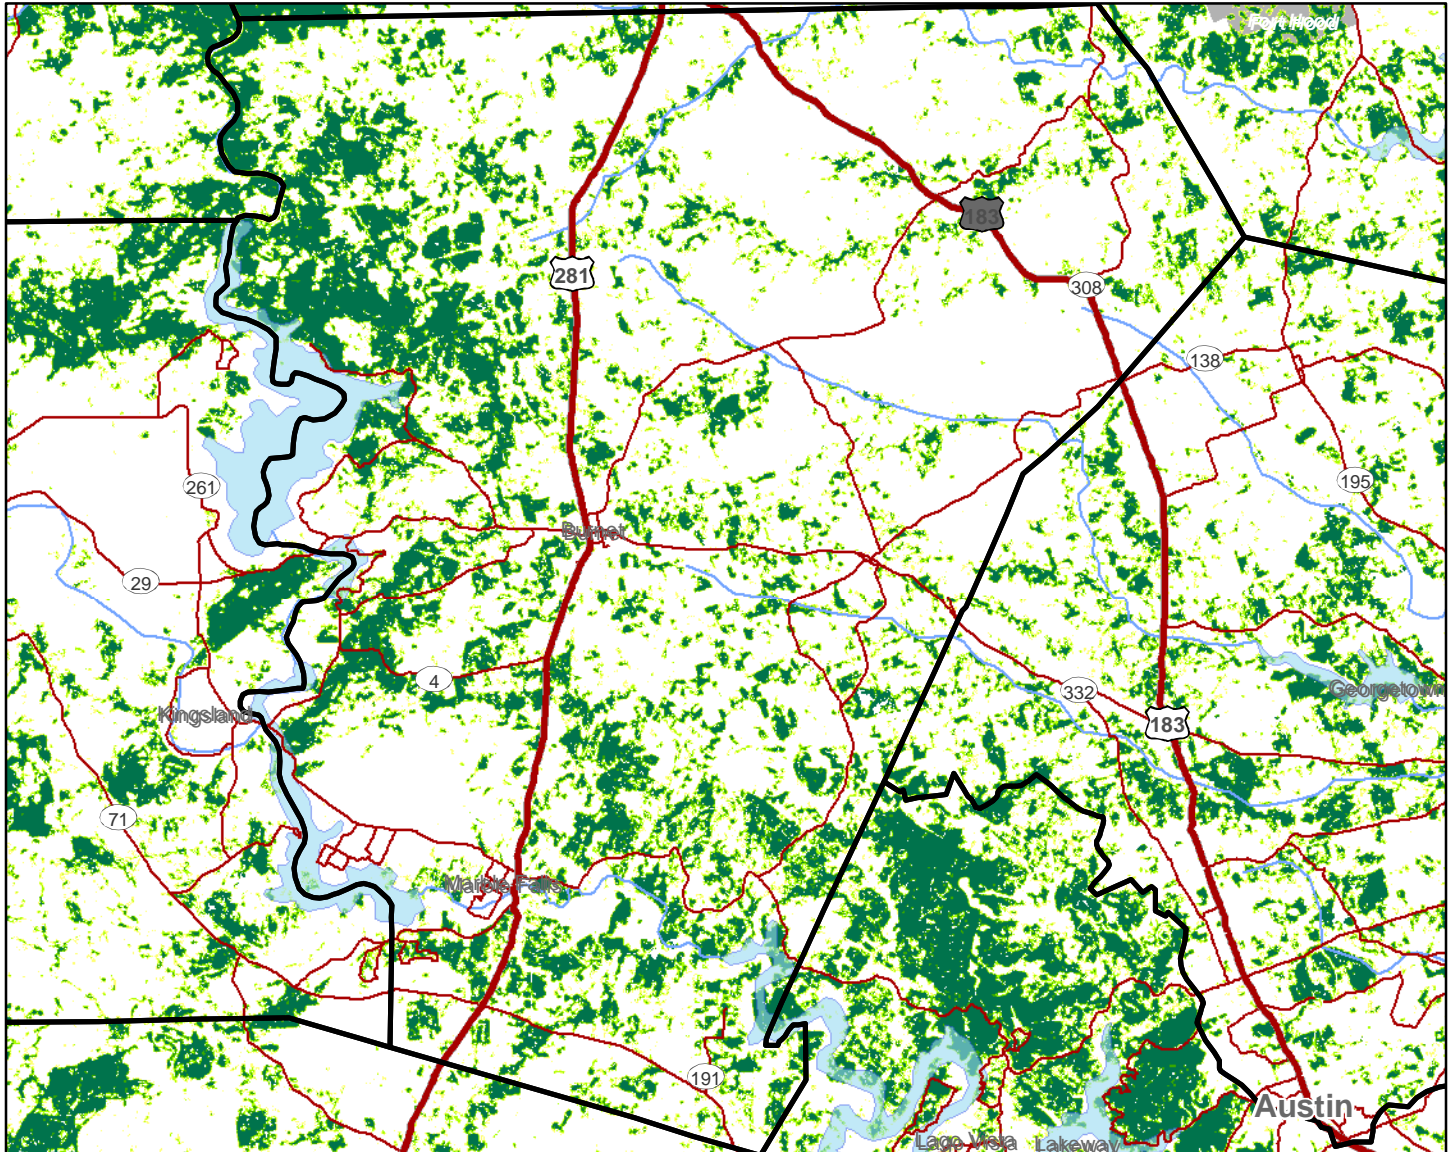 Fort Hood
183
281
308
138
261
195
Burnet
29
4
332
Georgetown
Kingsland
183
71
Marble Falls
191
Austin
Lago Vista
Lakeway